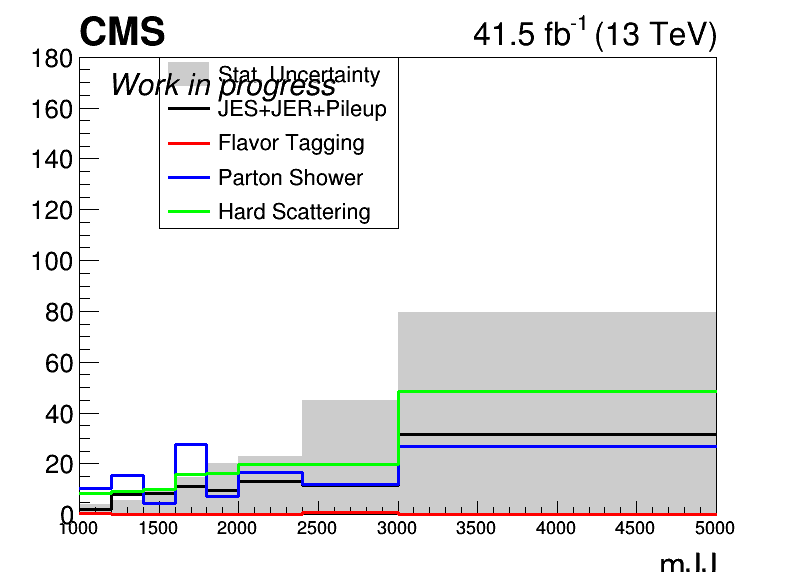 CMS
41.5 fb-1 (13 TeV)
Work in progress
Stat. Uncertainty
JES+JER+Pileup
Flavor Tagging
Parton Shower
Hard Scattering
180
160
140
120
100
80
60
40
20
0
1000 1500 2000 2500 3000 3500 4000 4500 5000